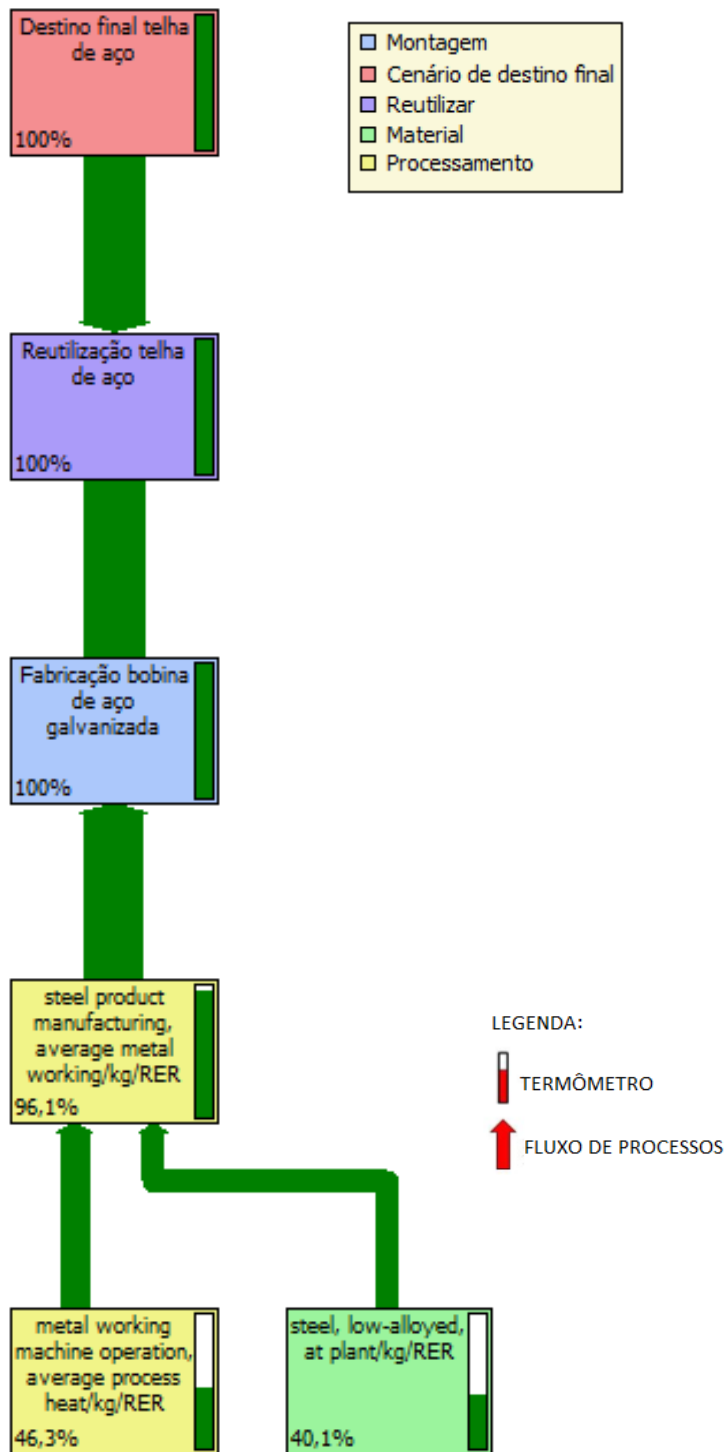 Destino final telha
de aço
100%
Montagem
Cenário de destino final
Reutilizar
Material
Processamento
Reutilização telha
de aço
100%
Fabricação bobina
de aço
galvanizada
100%
steel product
manufacturing,
average metal
working/kg/RER
96,1%
LEGENDA:
TERMÔMETRO
FLUXO DE PROCESSOS
metal working
machine operation,
average process
heat/kg/RER
46,3%
steel, low-alloyed,
at plant/kg/RER
40,1%